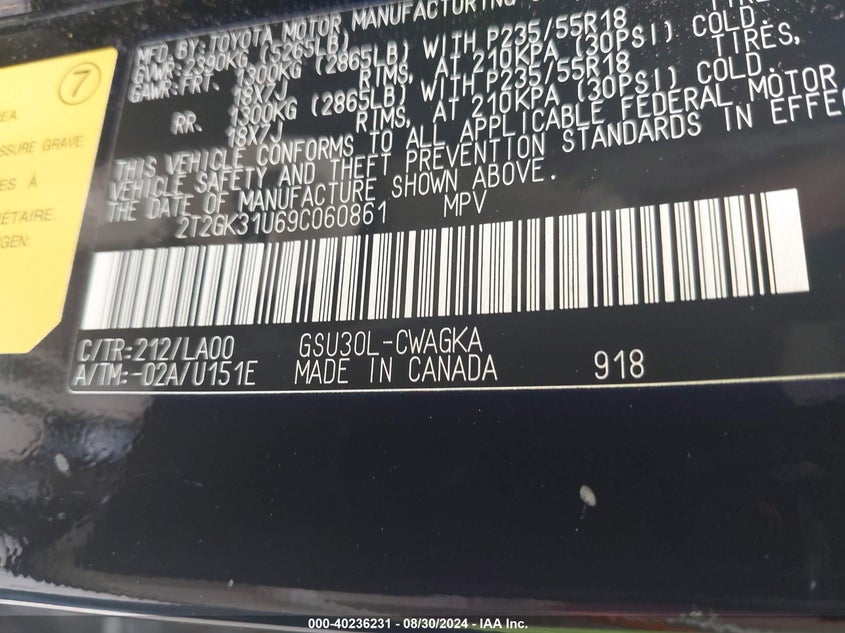 7
REA.
SSURE GRAVE:
ES À
IÉTAIRE.
NGEN:
MFD. BY: TOYOTA MOTOR MANUFACTURING
GVWR: 2390KG (5265LB)
GAWR: FRT. 1300KG (2865LB) WITH P235/55R18 TIRES,
18X7J RIMS, AT 210KPA (30PSI) COLD.
RR. 1300KG (2865LB) WITH P235/55R18 TIRES,
18X7J RIMS, AT 210KPA (30PSI) COLD.
THIS VEHICLE CONFORMS TO ALL APPLICABLE FEDERAL MOTOR
VEHICLE SAFETY AND THEFT PREVENTION STANDARDS IN EFFE
THE DATE OF MANUFACTURE SHOWN ABOVE.
2T2GK31U69C060861 MPV
C/TR:212/LA00 GSU30L-CWAGKA
A/TM:-02A/U151E MADE IN CANADA 918
000-40236231 - 08/30/2024 - IAA Inc.